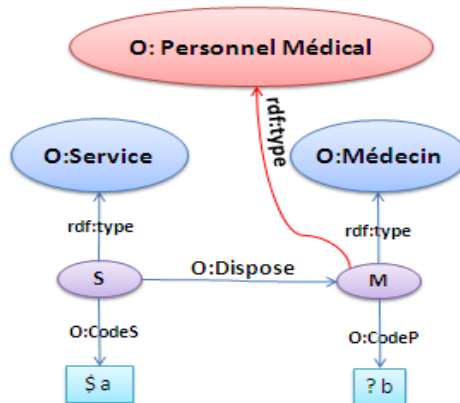 O: Personnel Médical
rdf:type
O:Service
O:Médecin
rdf:type
rdf:type
S
O:Dispose
M
O:CodeS
O:CodeP
$ a
? b